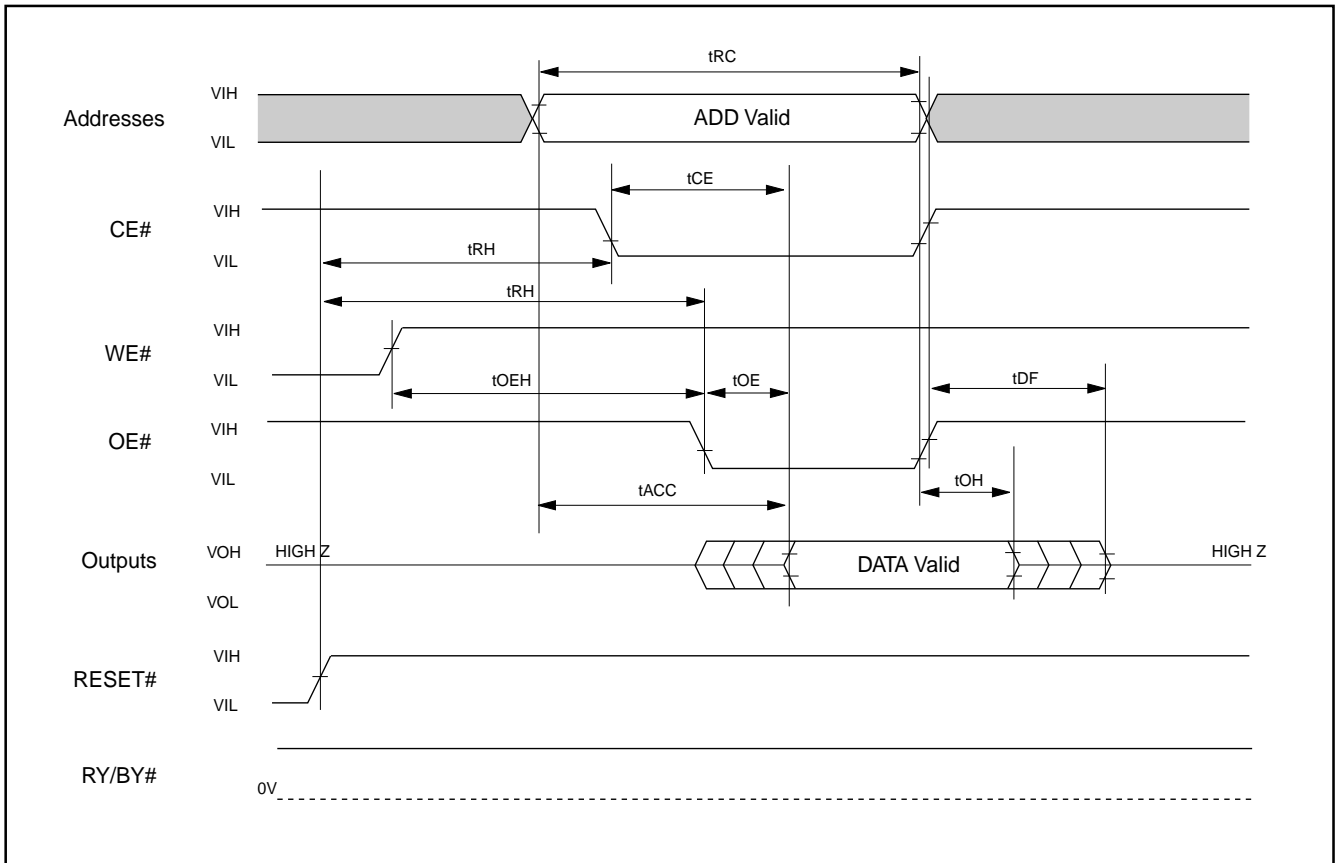 tRC
Addresses
VIH
ADD Valid
VIL
tCE
CE#
VIH
VIL
tRH
tRH
WE#
VIH
VIL
tOEH
tOE
tDF
OE#
VIH
VIL
tACC
tOH
Outputs
VOH
HIGH Z
DATA Valid
HIGH Z
VOL
RESET#
VIH
VIL
RY/BY#
0V